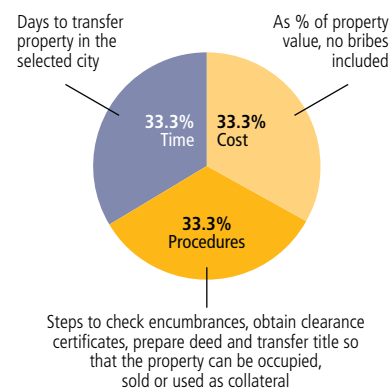 Days to transfer
property in the
selected city
As % of property
value, no bribes
included
33.3%
Time
33.3%
Cost
33.3%
Procedures
Steps to check encumbrances, obtain clearance
certificates, prepare deed and transfer title so
that the property can be occupied,
sold or used as collateral